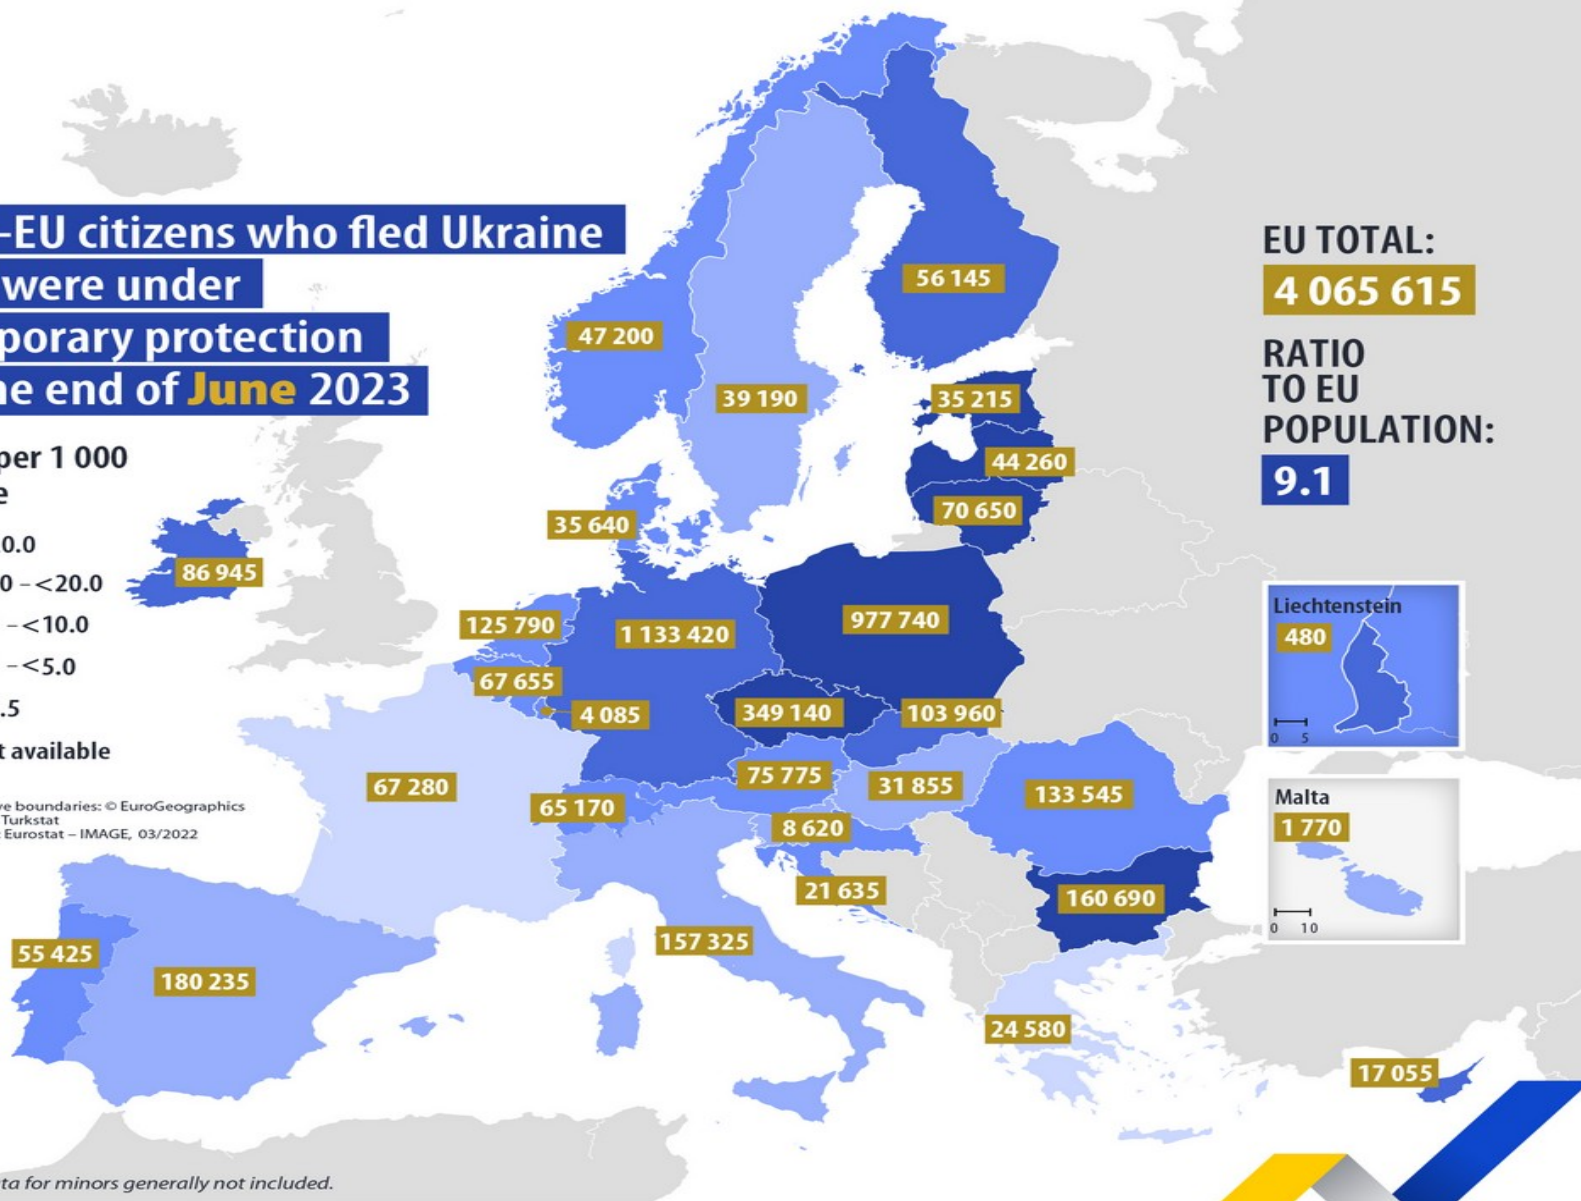 -EU citizens who fled Ukraine
were under
porary protection
he end of June 2023
per 1 000
e
0.0
0 – <20.0
– <10.0
– <5.0
.5
t available
ve boundaries: © EuroGeographics
Turkstat
: Eurostat – IMAGE, 03/2022
EU TOTAL:
4 065 615
RATIO
TO EU
POPULATION:
9.1
56 145
47 200
39 190
35 215
44 260
70 650
35 640
86 945
125 790
1 133 420
977 740
67 655
4 085
349 140
103 960
75 775
31 855
67 280
65 170
133 545
8 620
21 635
160 690
55 425
180 235
157 325
24 580
17 055
Liechtenstein
480
0 5
Malta
1 770
0 10
ta for minors generally not included.